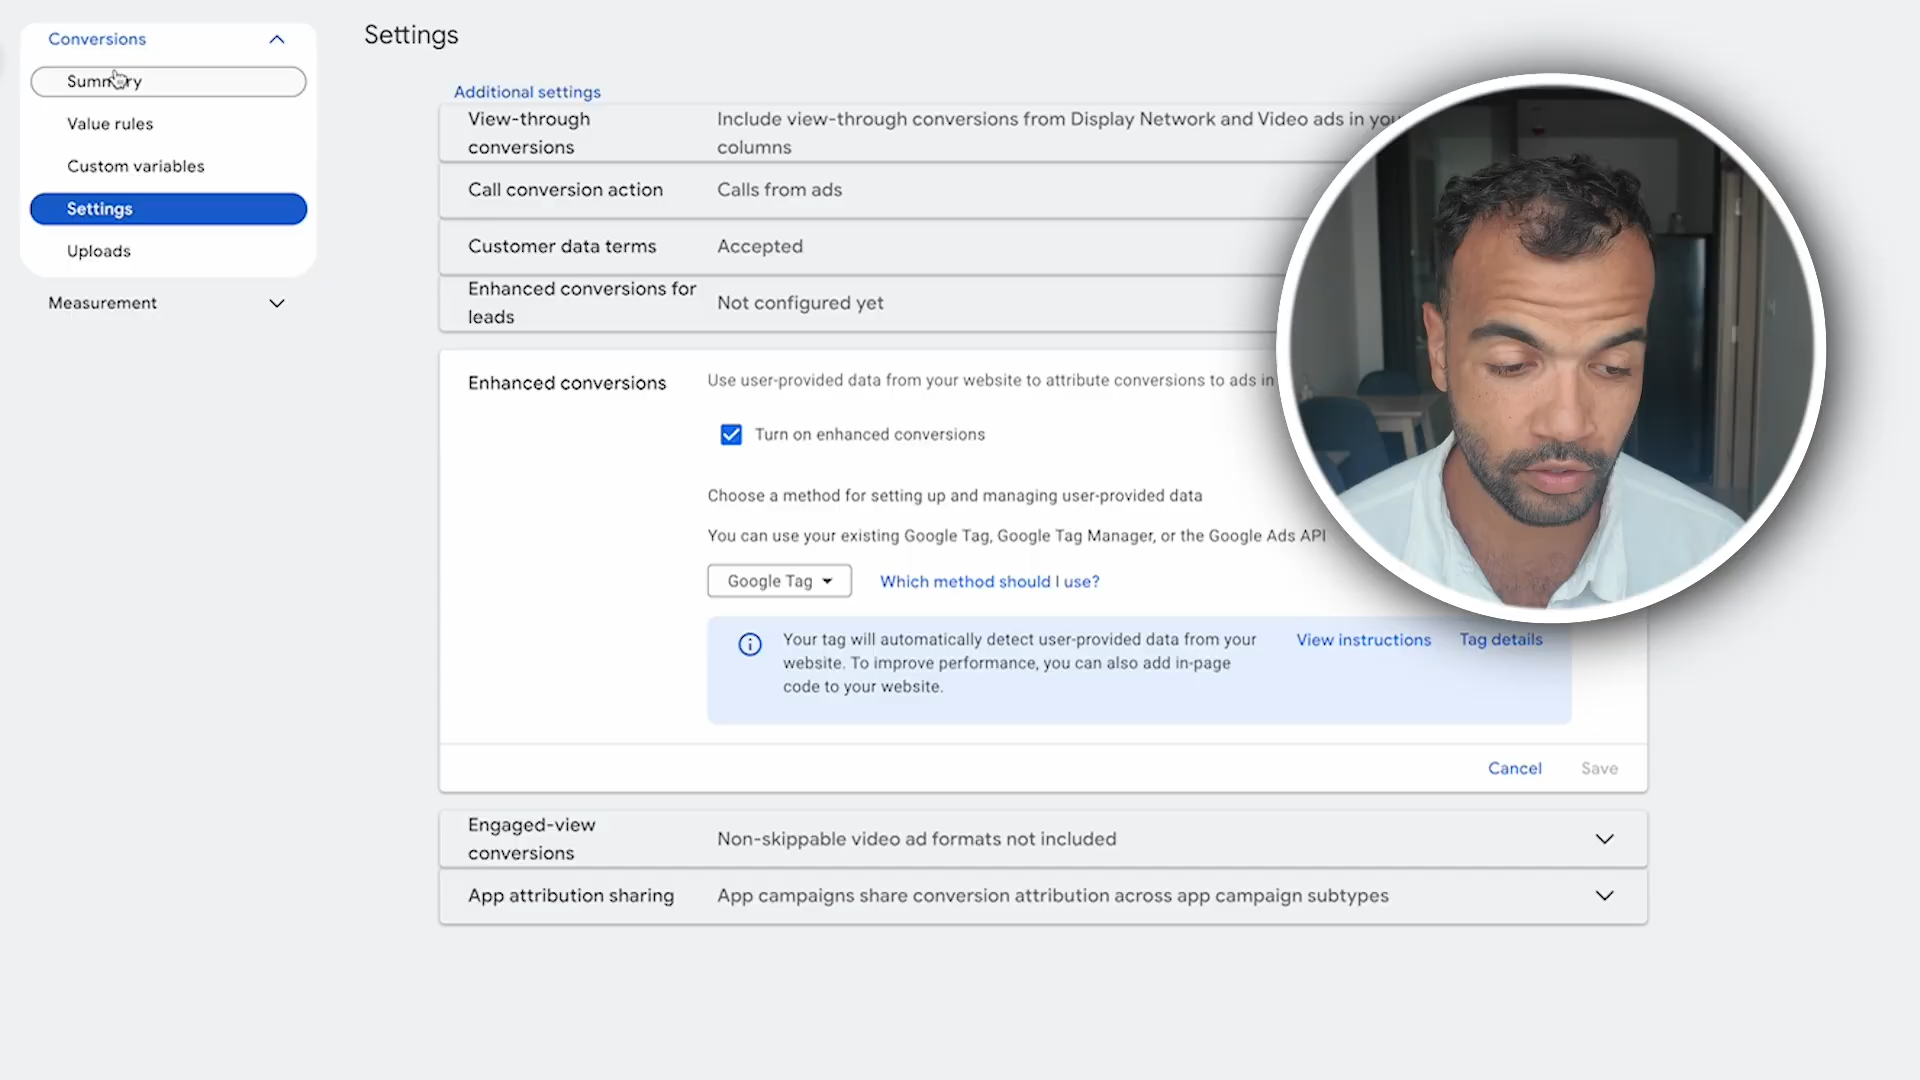 Conversions
Summary
Value rules
Custom variables
Settings
Uploads
Measurement
Settings
Additional settings
View-through
conversions
Include view-through conversions from Display Network and Video ads in
columns
Call conversion action
Calls from ads
Customer data terms
Accepted
Enhanced conversions for
leads
Not configured yet
Enhanced conversions
Use user-provided data from your website to attribute conversions to ads in
Turn on enhanced conversions
Choose a method for setting up and managing user-provided data
You can use your existing Google Tag, Google Tag Manager, or the Google Ads API
Google Tag
Which method should I use?
Your tag will automatically detect user-provided data from your
website. To improve performance, you can also add in-page
code to your website.
View instructions
Tag details
Cancel
Save
Engaged-view
conversions
Non-skippable video ad formats not included
App attribution sharing
App campaigns share conversion attribution across app campaign subtypes